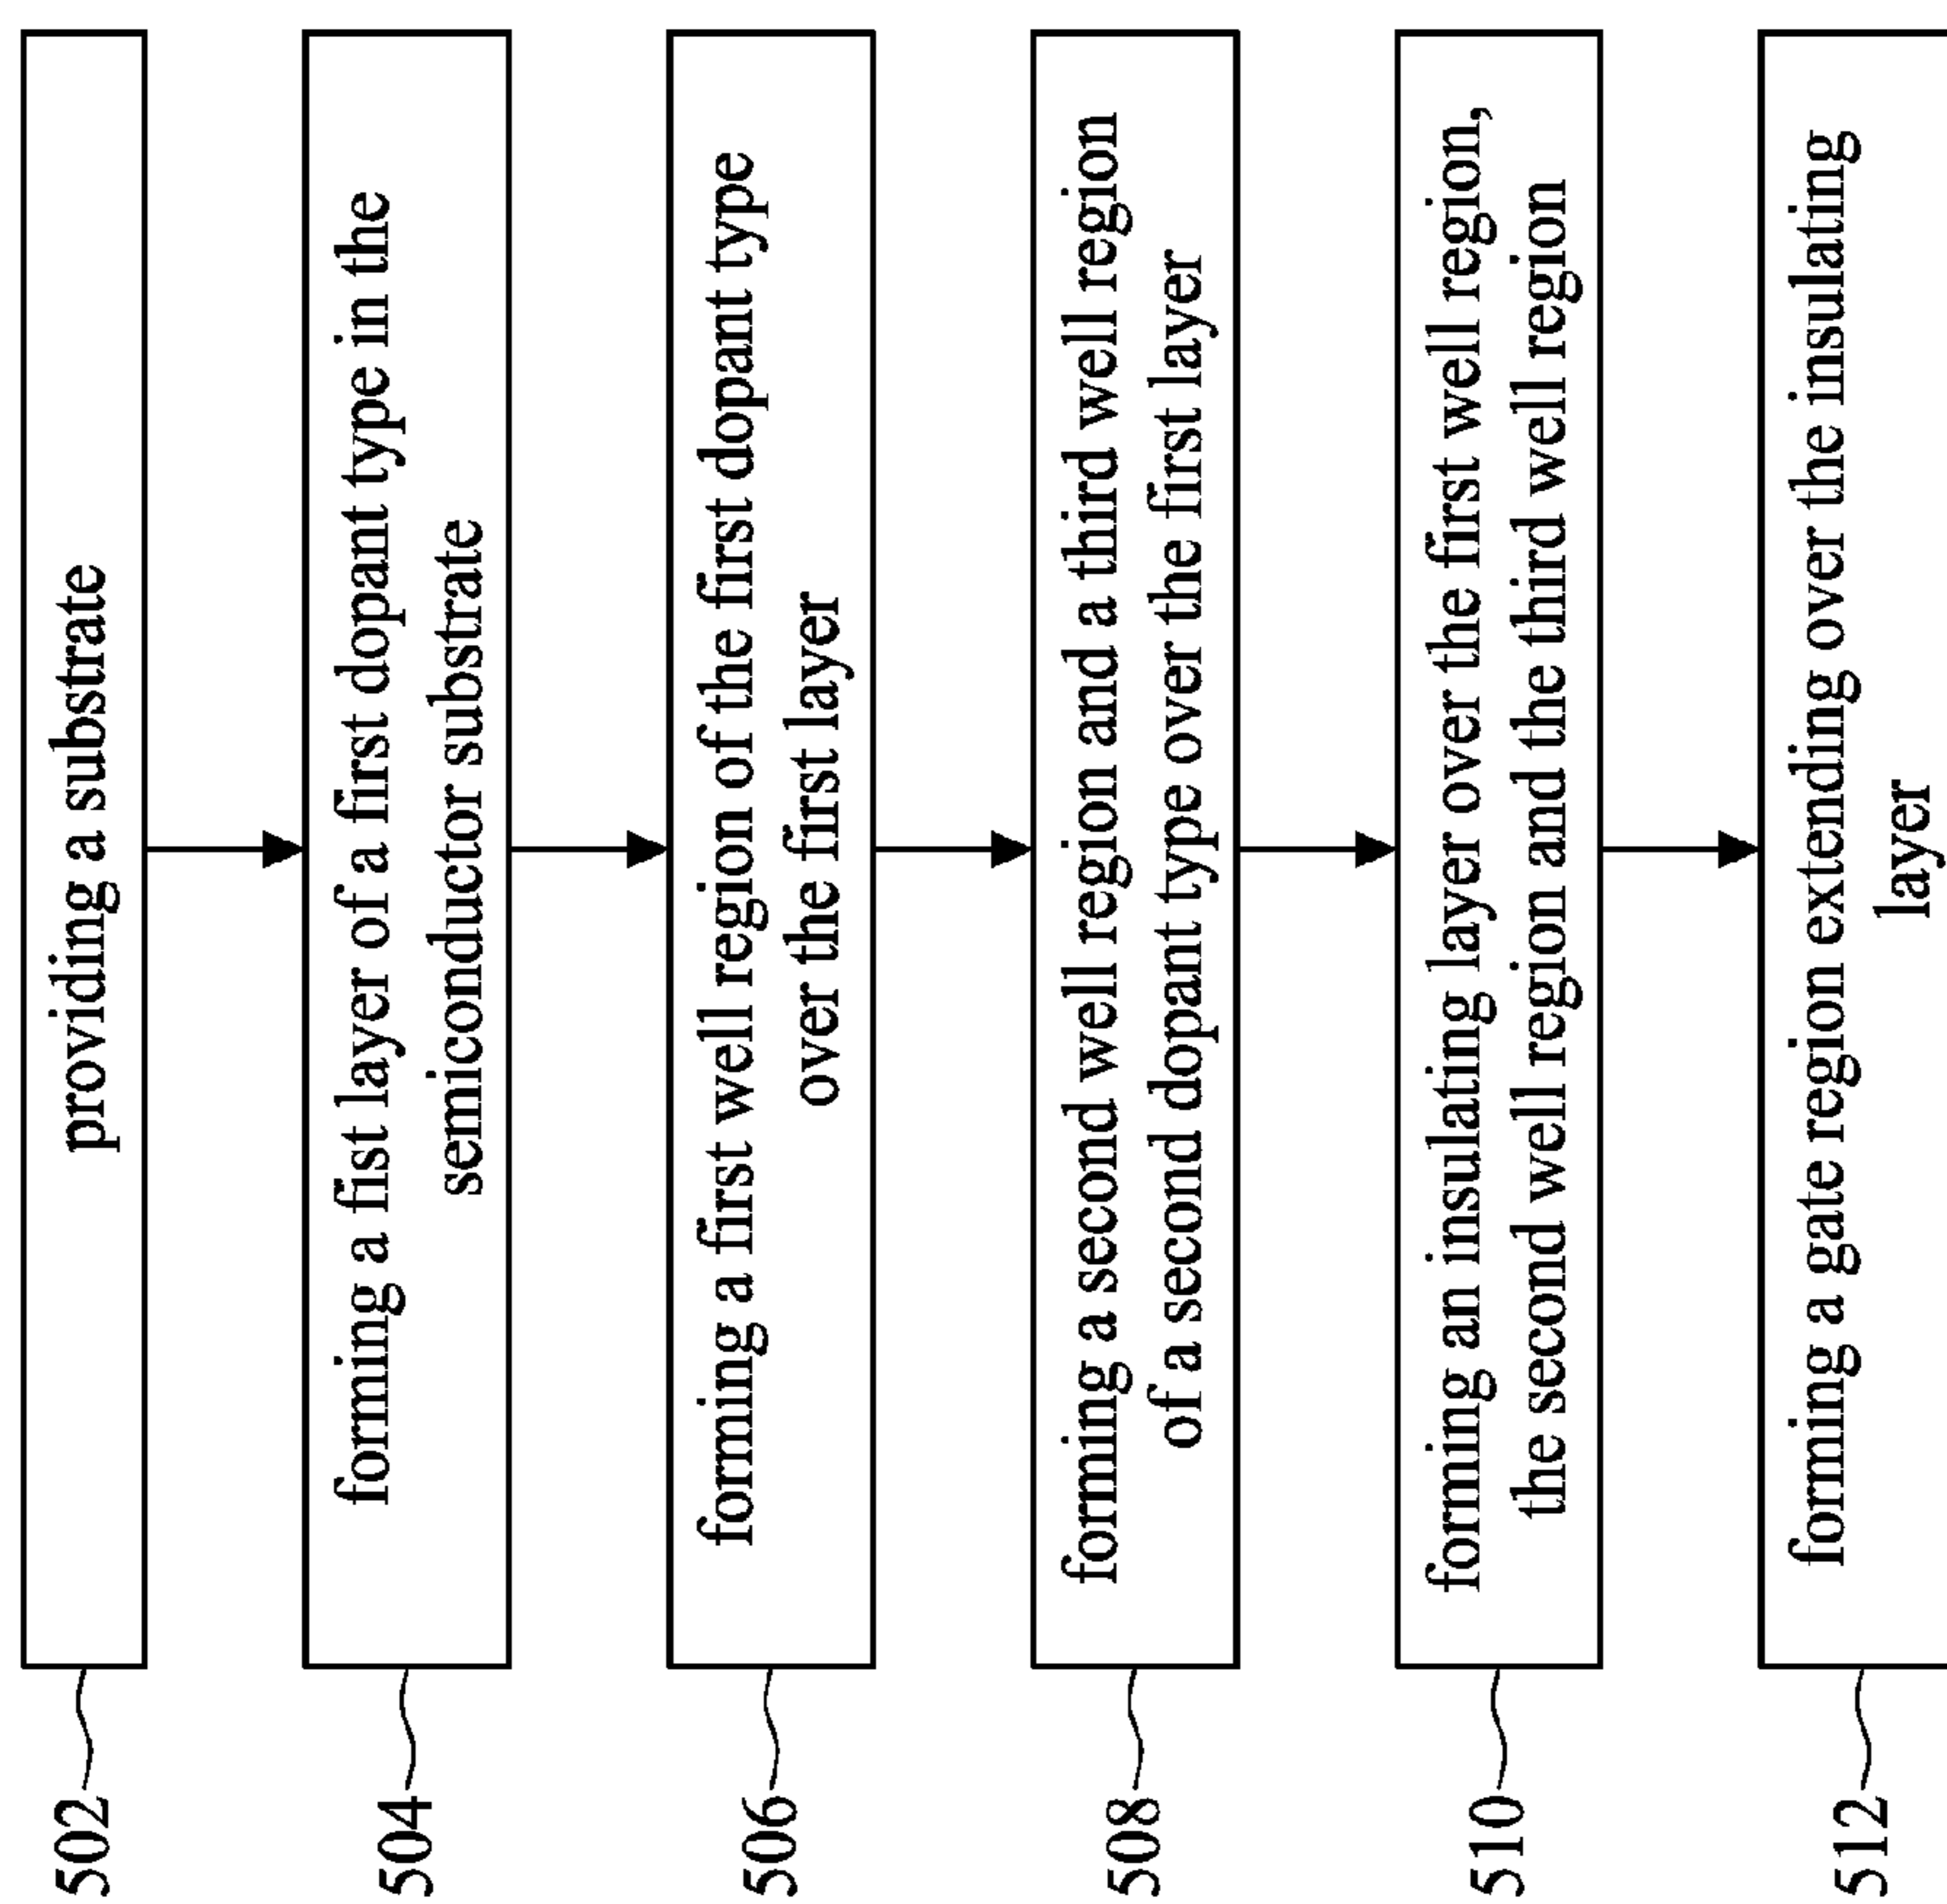 502
providing a substrate
504
forming a fist layer of a first dopant type in the
semiconductor substrate
506
forming a first well region of the first dopant type
over the first layer
508
forming a second well region and a third well region
of a second dopant type over the first layer
510
forming an insulating layer over the first well region,
the second well region and the third well region
512
forming a gate region extending over the insulating
layer